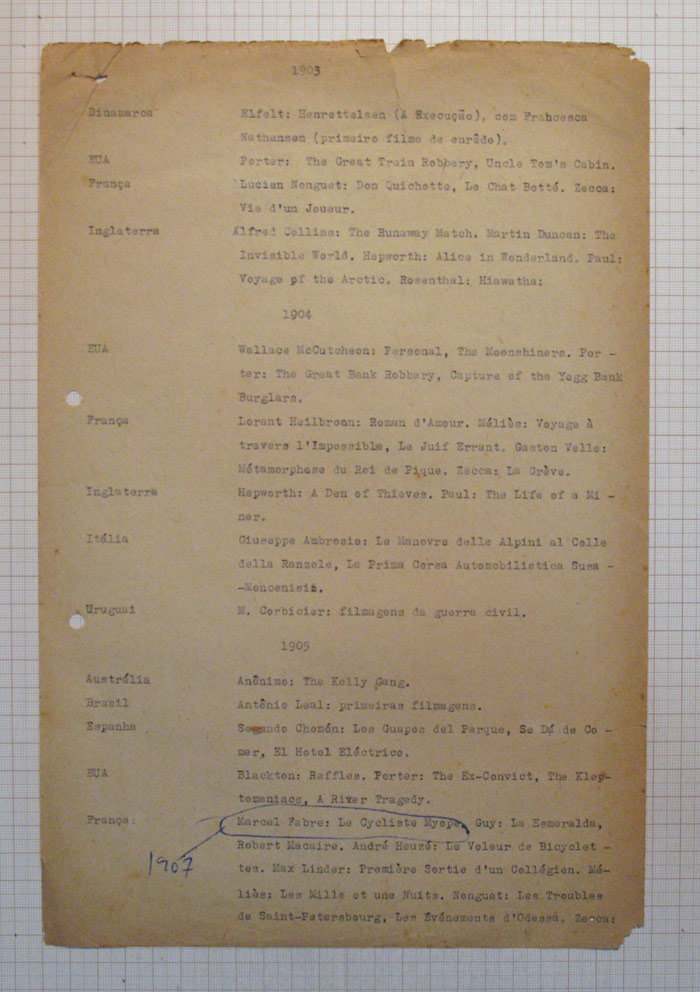 1903
Dinamarca Elfelt: Henrettelsen (A Execução), com Francesca
Nathansen (primeiro filme de enrêdo).
EUA Porter: The Great Train Robbery, Uncle Tom's Cabin.
França Lucien Nonguet: Don Quichotte, Le Chat Botté. Zecca:
Vie d'un Joueur.
Inglaterra Alfred Collins: The Runaway Match. Martin Duncan: The
Invisible World. Hepworth: Alice in Wonderland. Paul:
Voyage of the Arctic. Rosenthal: Hiawatha:
1904
EUA Wallace McCutcheon: Personal, The Moonshiners. Por -
ter: The Great Bank Robbery, Capture of the Yegg Bank
Burglars.
França Lorant Heilbronn: Roman d'Amour. Méliès: Voyage à
travers l'Impossible, Le Juif Errant. Gaston Velle:
Métamorphose du Roi de Pique. Zecca: La Grève.
Inglaterra Hepworth: A Den of Thieves. Paul: The Life of a Mi -
ner.
Itália Giuseppe Ambrosio: Le Manovre delle Alpini al Colle
della Ranzola, La Prima Corsa Automobilistica Susa -
-Moncenisio.
Uruguai M. Corbicier: filmagens da guerra civil.
1905
Austrália Anônimo: The Kelly Gang.
Brasil Antônio Leal: primeiras filmagens.
Espanha Segundo Chomón: Los Guapos del Parque, Se Dá de Co -
mer, El Hotel Eléctrico.
EUA Blackton: Raffles. Porter: The Ex-Convict, The Klep-
tomaniacs, A River Tragedy.
França: Marcel Fabre: Le Cycliste Myope. Guy: La Esmeralda,
Robert Macaire. André Heuzé: Le Voleur de Bicyclet -
1907
tes. Max Linder: Première Sortie d'un Collégien. Mé-
liès: Les Mille et une Nuits. Nonguet: Les Troubles
de Saint-Petersbourg, Les Événements d'Odessa. Zecca: